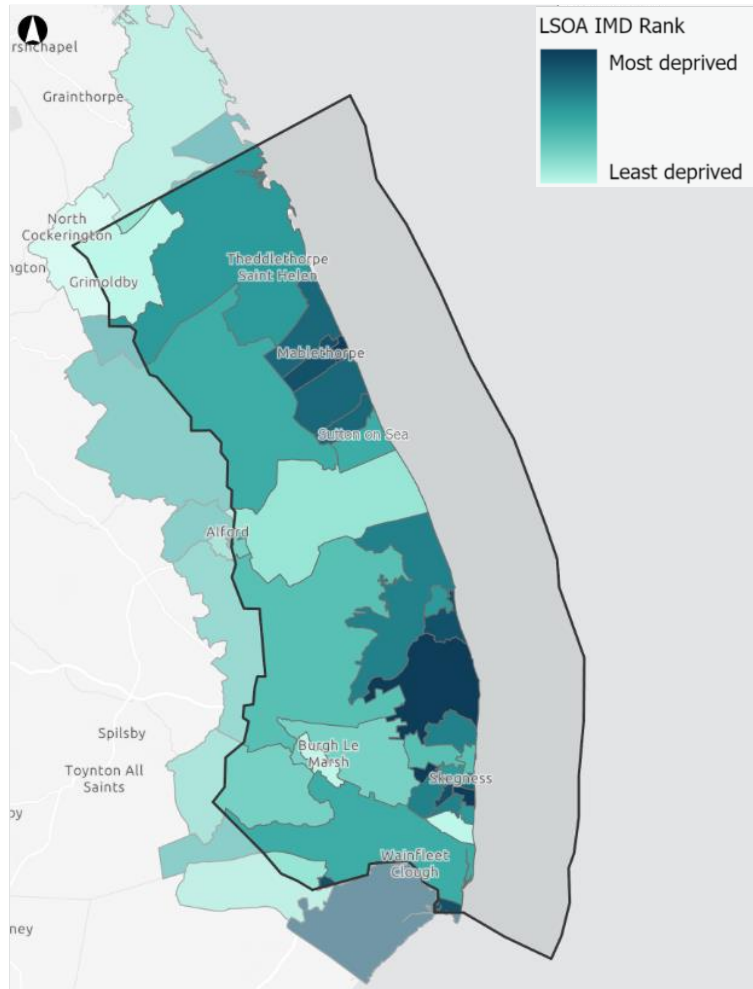 LSOA IMD Rank
Most deprived
Least deprived
Grainthorpe
North
Cockerington
Grimoldby
Theddlethorpe
Saint Helen
Mablethorpe
Sutton on Sea
Alford
Spilsby
Toynton All
Saints
Burgh Le
Marsh
Skegness
Wainfleet
Clough